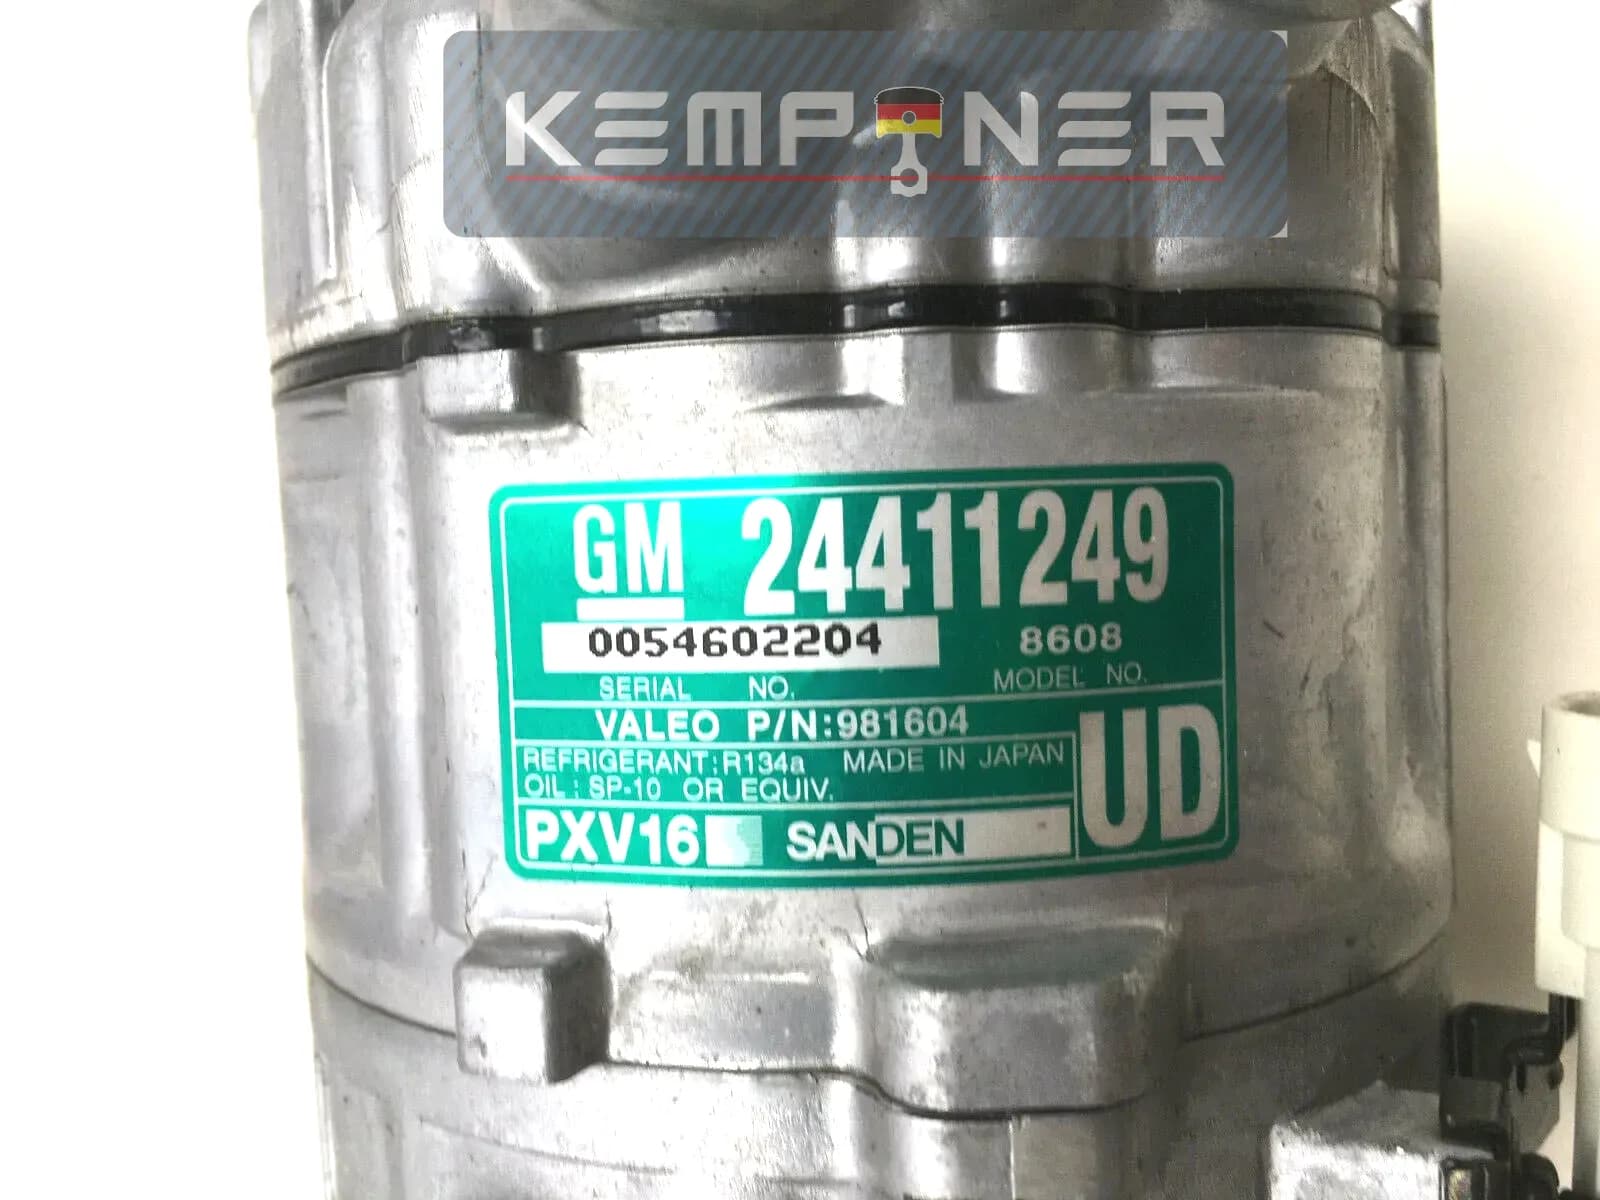 KEMPTNER
GM 24411249
0054602204 8608
SERIAL NO. MODEL NO.
VALEO P/N:981604
REFRIGERANT:R134a MADE IN JAPAN
OIL : SP-10 OR EQUIV.
UD
PXV16 SANDEN